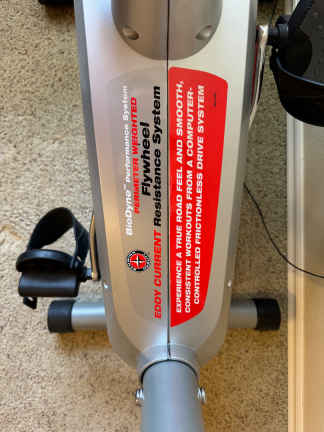 BioDyne™ Performance System
PERIMETER WEIGHTED
Flywheel
EDDY CURRENT Resistance System
EXPERIENCE A TRUE ROAD FEEL AND SMOOTH,
CONSISTENT WORKOUTS FROM A COMPUTER-
CONTROLLED FRICTIONLESS DRIVE SYSTEM